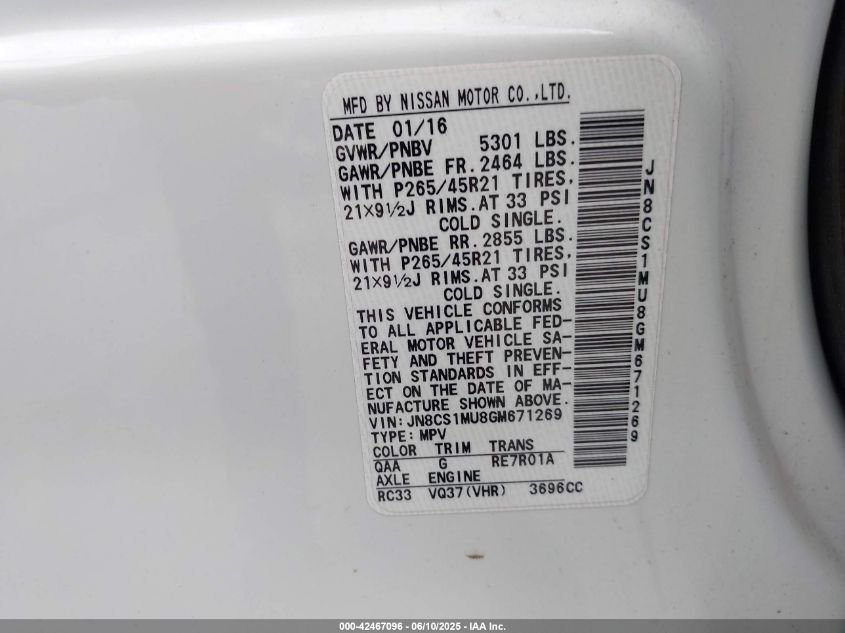 MFD BY NISSAN MOTOR CO.,LTD.
DATE 01/16
GVWR/PNBV 5301 LBS.
GAWR/PNBE FR. 2464 LBS.
WITH P265/45R21 TIRES,
21×9½J RIMS. AT 33 PSI
COLD SINGLE.
GAWR/PNBE RR. 2855 LBS.
WITH P265/45R21 TIRES,
21×9½J RIMS. AT 33 PSI
COLD SINGLE.
THIS VEHICLE CONFORMS
TO ALL APPLICABLE FED-
ERAL MOTOR VEHICLE SA-
FETY AND THEFT PREVEN-
TION STANDARDS IN EFF-
ECT ON THE DATE OF MA-
NUFACTURE SHOWN ABOVE.
VIN: JN8CS1MU8GM671269
TYPE: MPV
COLOR TRIM TRANS
QAA G RE7R01A
AXLE ENGINE
RC33 VQ37(VHR) 3696CC
JN8CS1MU8GM671269
000-42467096 - 06/10/2025 - IAA Inc.